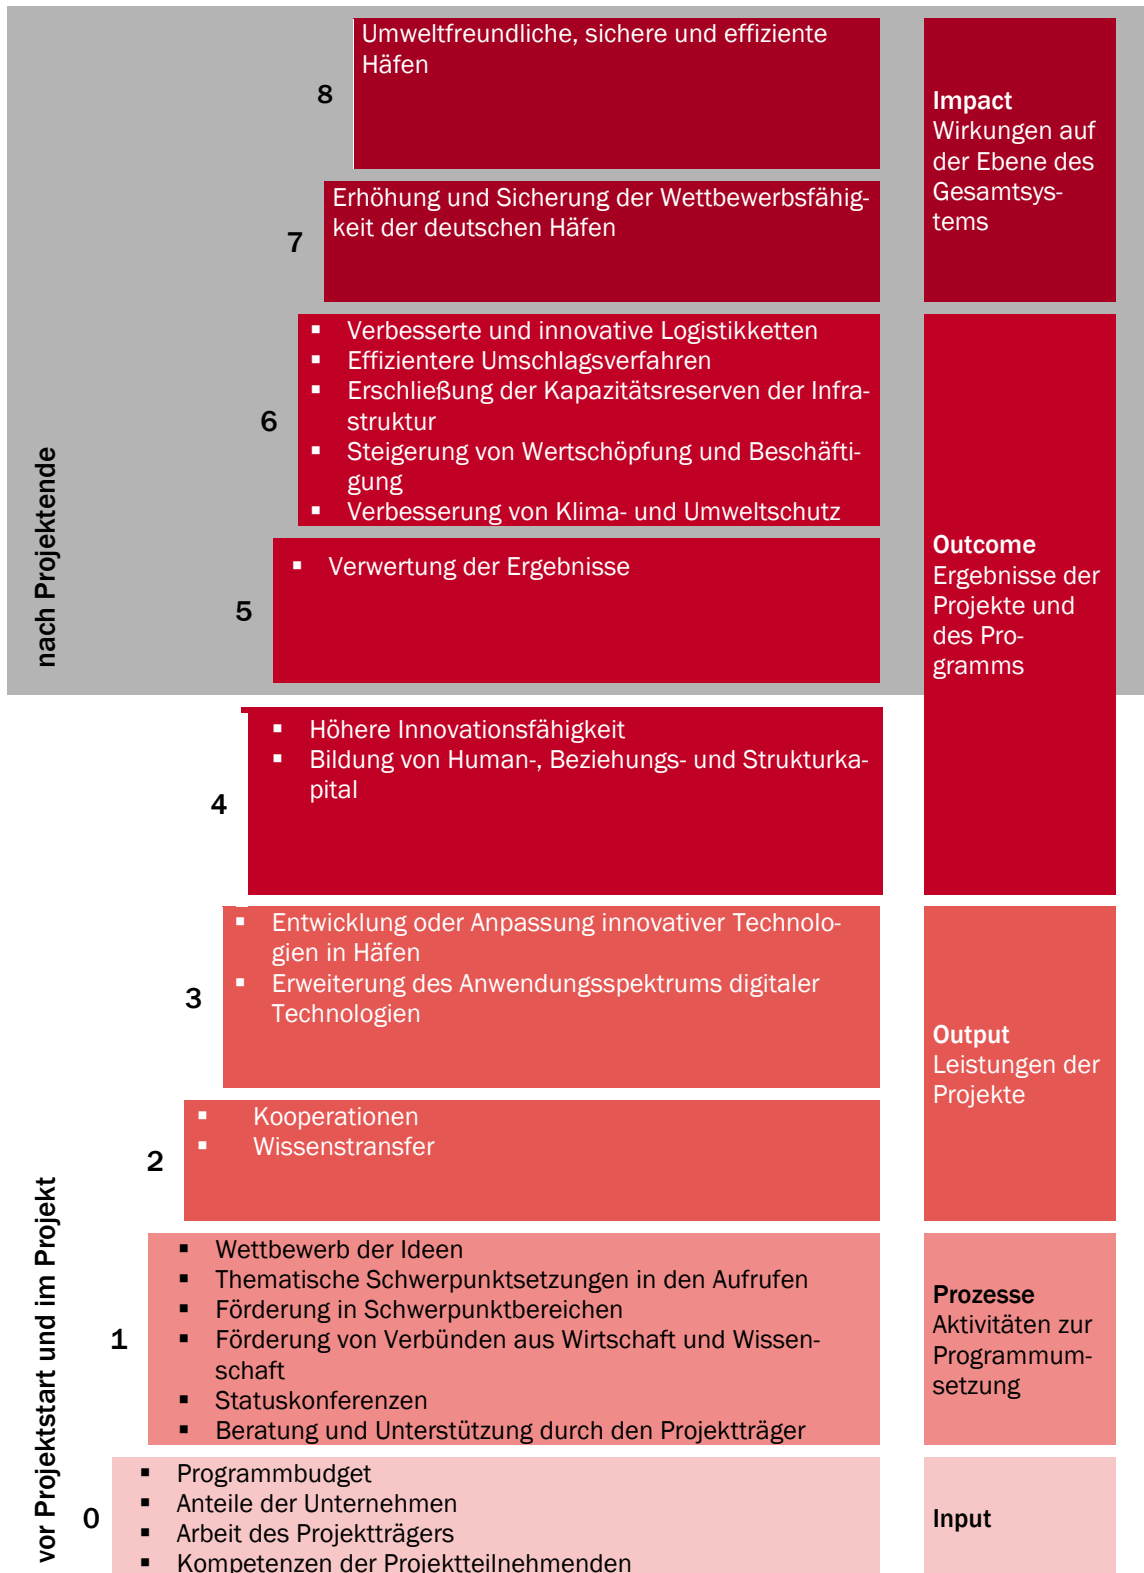 Umweltfreundliche, sichere und effiziente
Häfen
8
Impact
Wirkungen auf
der Ebene des
Gesamtsys-
tems
Erhöhung und Sicherung der Wettbewerbsfähig-
keit der deutschen Häfen
7
▪ Verbesserte und innovative Logistikketten
▪ Effizientere Umschlagsverfahren
▪ Erschließung der Kapazitätsreserven der Infra-
struktur
▪ Steigerung von Wertschöpfung und Beschäfti-
gung
▪ Verbesserung von Klima- und Umweltschutz
6
nach Projektende
Outcome
Ergebnisse der
Projekte und
des Pro-
gramms
▪ Verwertung der Ergebnisse
5
▪ Höhere Innovationsfähigkeit
▪ Bildung von Human-, Beziehungs- und Strukturka-
pital
4
▪ Entwicklung oder Anpassung innovativer Technolo-
gien in Häfen
▪ Erweiterung des Anwendungsspektrums digitaler
Technologien
3
Output
Leistungen der
Projekte
▪ Kooperationen
▪ Wissenstransfer
2
vor Projektstart und im Projekt
▪ Wettbewerb der Ideen
▪ Thematische Schwerpunktsetzungen in den Aufrufen
▪ Förderung in Schwerpunktbereichen
▪ Förderung von Verbünden aus Wirtschaft und Wissen-
schaft
▪ Statuskonferenzen
▪ Beratung und Unterstützung durch den Projektträger
1
Prozesse
Aktivitäten zur
Programmum-
setzung
▪ Programmbudget
▪ Anteile der Unternehmen
▪ Arbeit des Projektträgers
▪ Kompetenzen der Projektteilnehmenden
0
Input